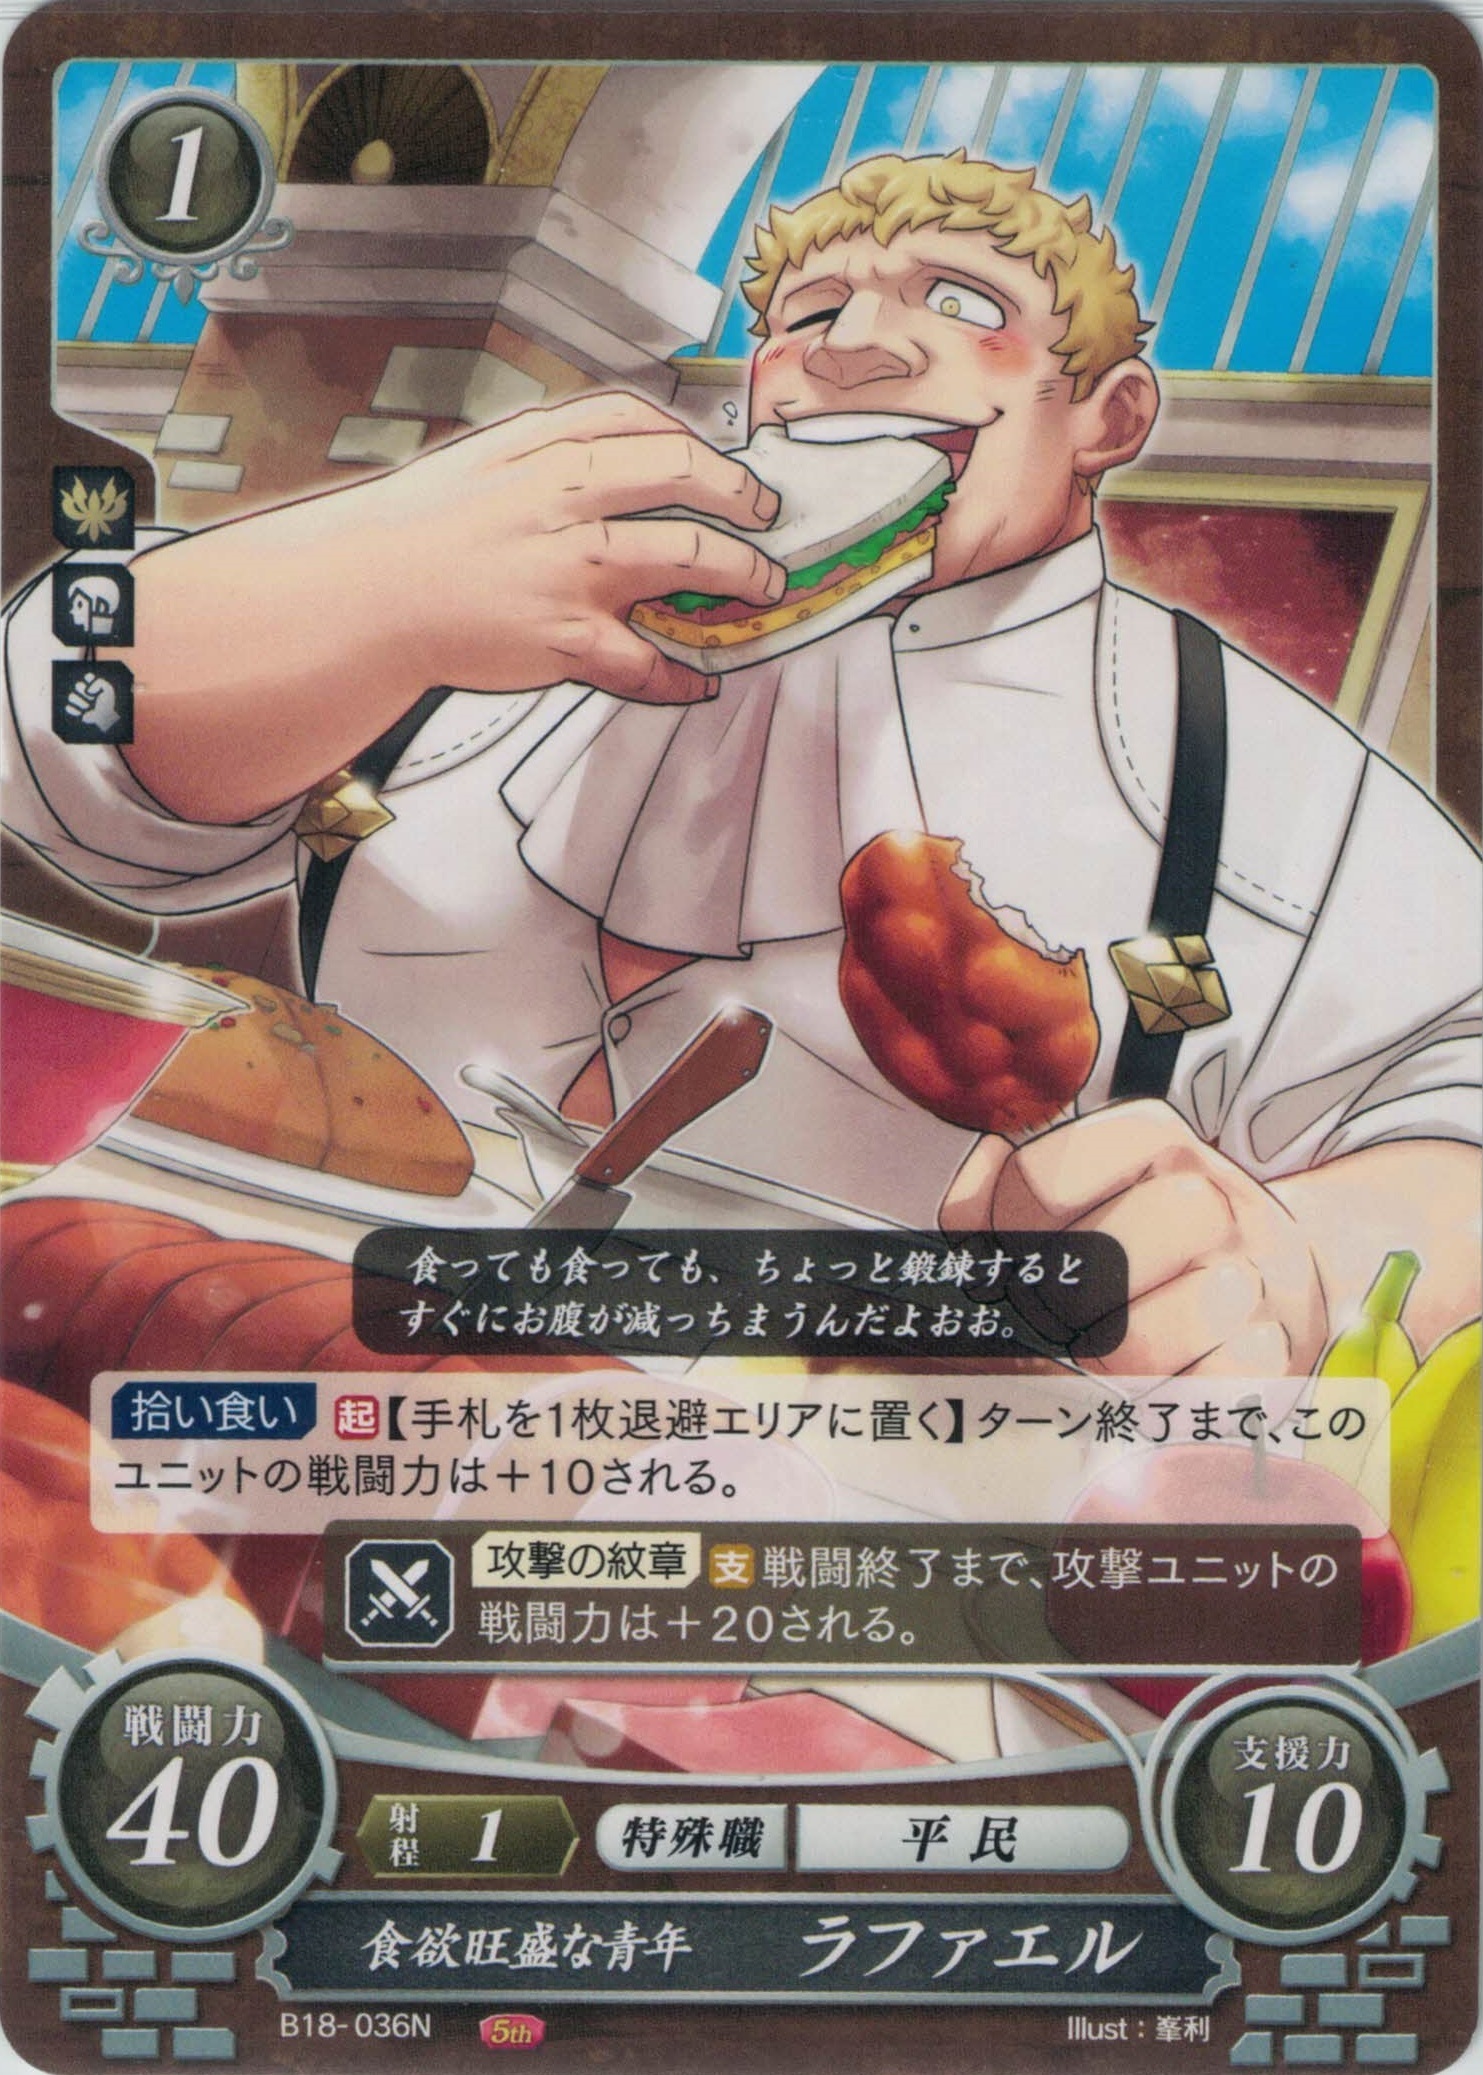 1
食っても食っても、ちょっと鍛錬すると
すぐにお腹が減っちまうんだよおお。
拾い食い 起【手札を1枚退避エリアに置く】ターン終了まで、この
ユニットの戦闘力は＋10される。
攻撃の紋章 支 戦闘終了まで、攻撃ユニットの
戦闘力は＋20される。
戦闘力
40
射程 1
特殊職 平民
支援力
10
食欲旺盛な青年 ラファエル
B18-036N 5th Illust：峯利